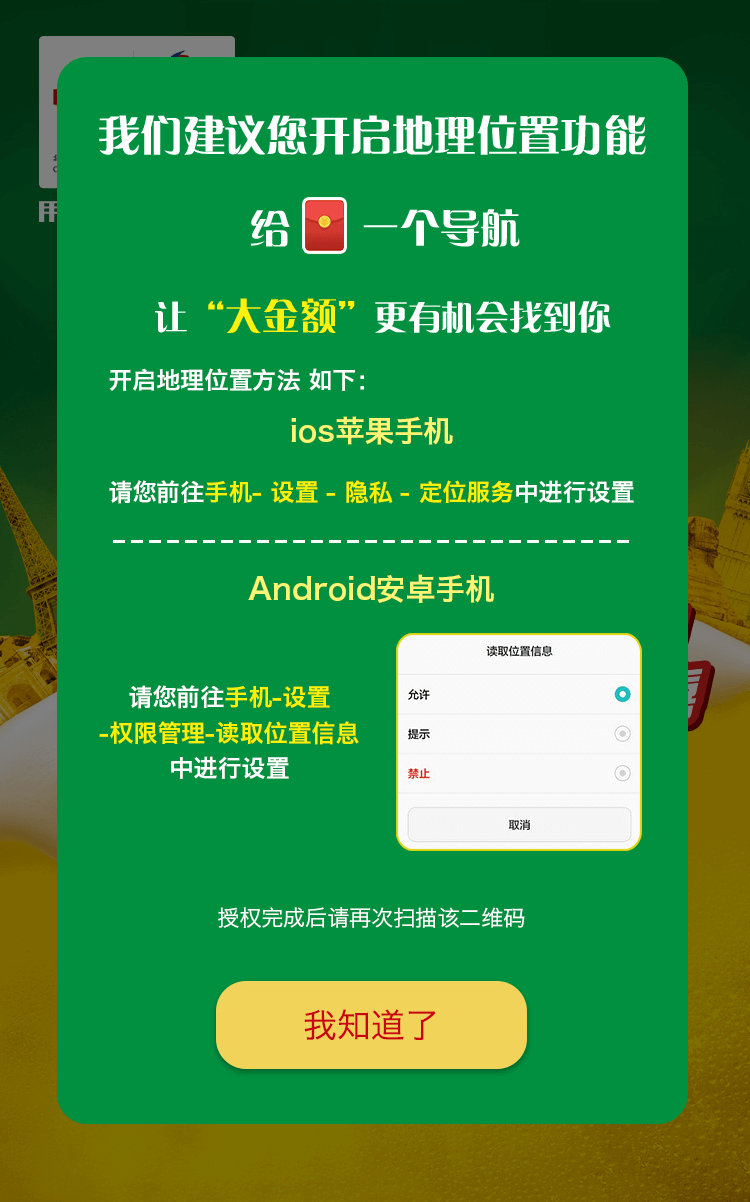 我们建议您开启地理位置功能
给 一个导航
让“大金额”更有机会找到你
开启地理位置方法 如下：
ios苹果手机
请您前往手机- 设置 - 隐私 - 定位服务中进行设置
Android安卓手机
请您前往手机-设置
-权限管理-读取位置信息
中进行设置
读取位置信息
允许
提示
禁止
取消
授权完成后请再次扫描该二维码
我知道了